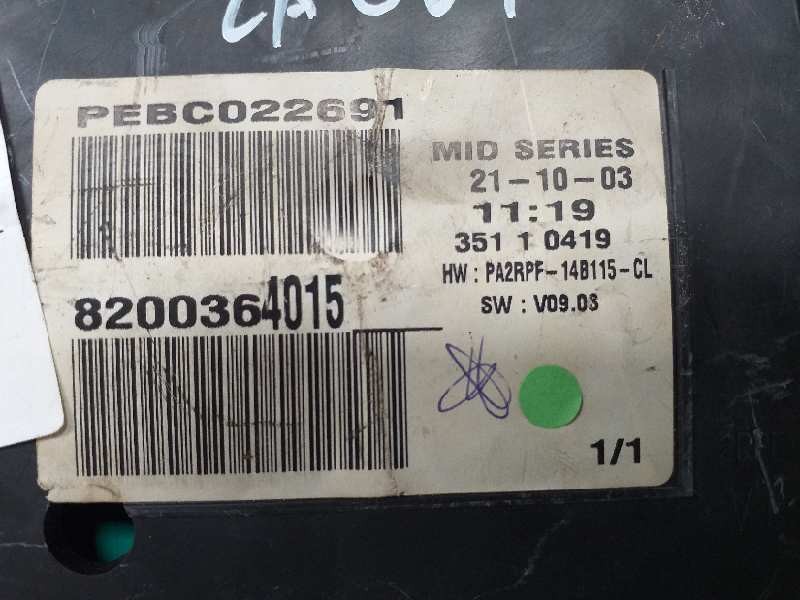 PEBC022691
MID SERIES
21-10-03
11:19
351 1 0419
HW : PA2RPF-14B115-CL
SW : V09.03
8200364015
1/1